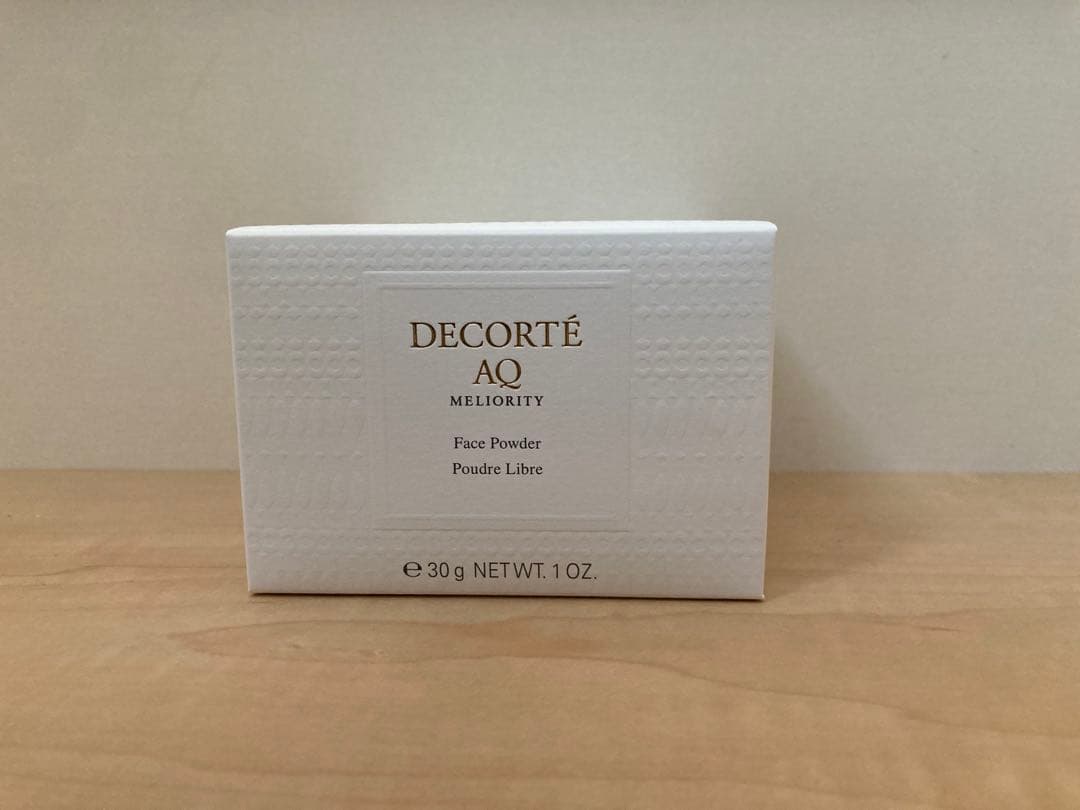 DECORTÉ
AQ
MELIORITY
Face Powder
Poudre Libre
℮ 30 g NET WT. 1 OZ.